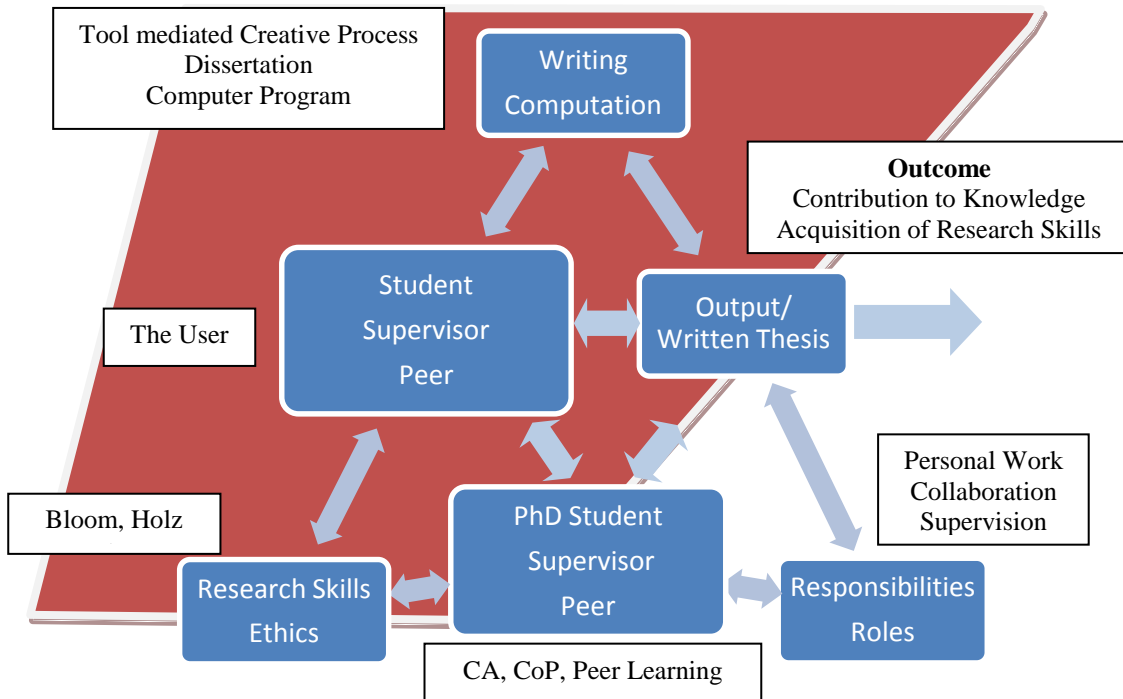 Tool mediated Creative Process
Dissertation
Computer Program
Writing
Computation
Outcome
Contribution to Knowledge
Acquisition of Research Skills
Student
Supervisor
Peer
Output/
Written Thesis
The User
Personal Work
Collaboration
Supervision
Bloom, Holz
PhD Student
Supervisor
Peer
Research Skills
Ethics
Responsibilities
Roles
CA, CoP, Peer Learning